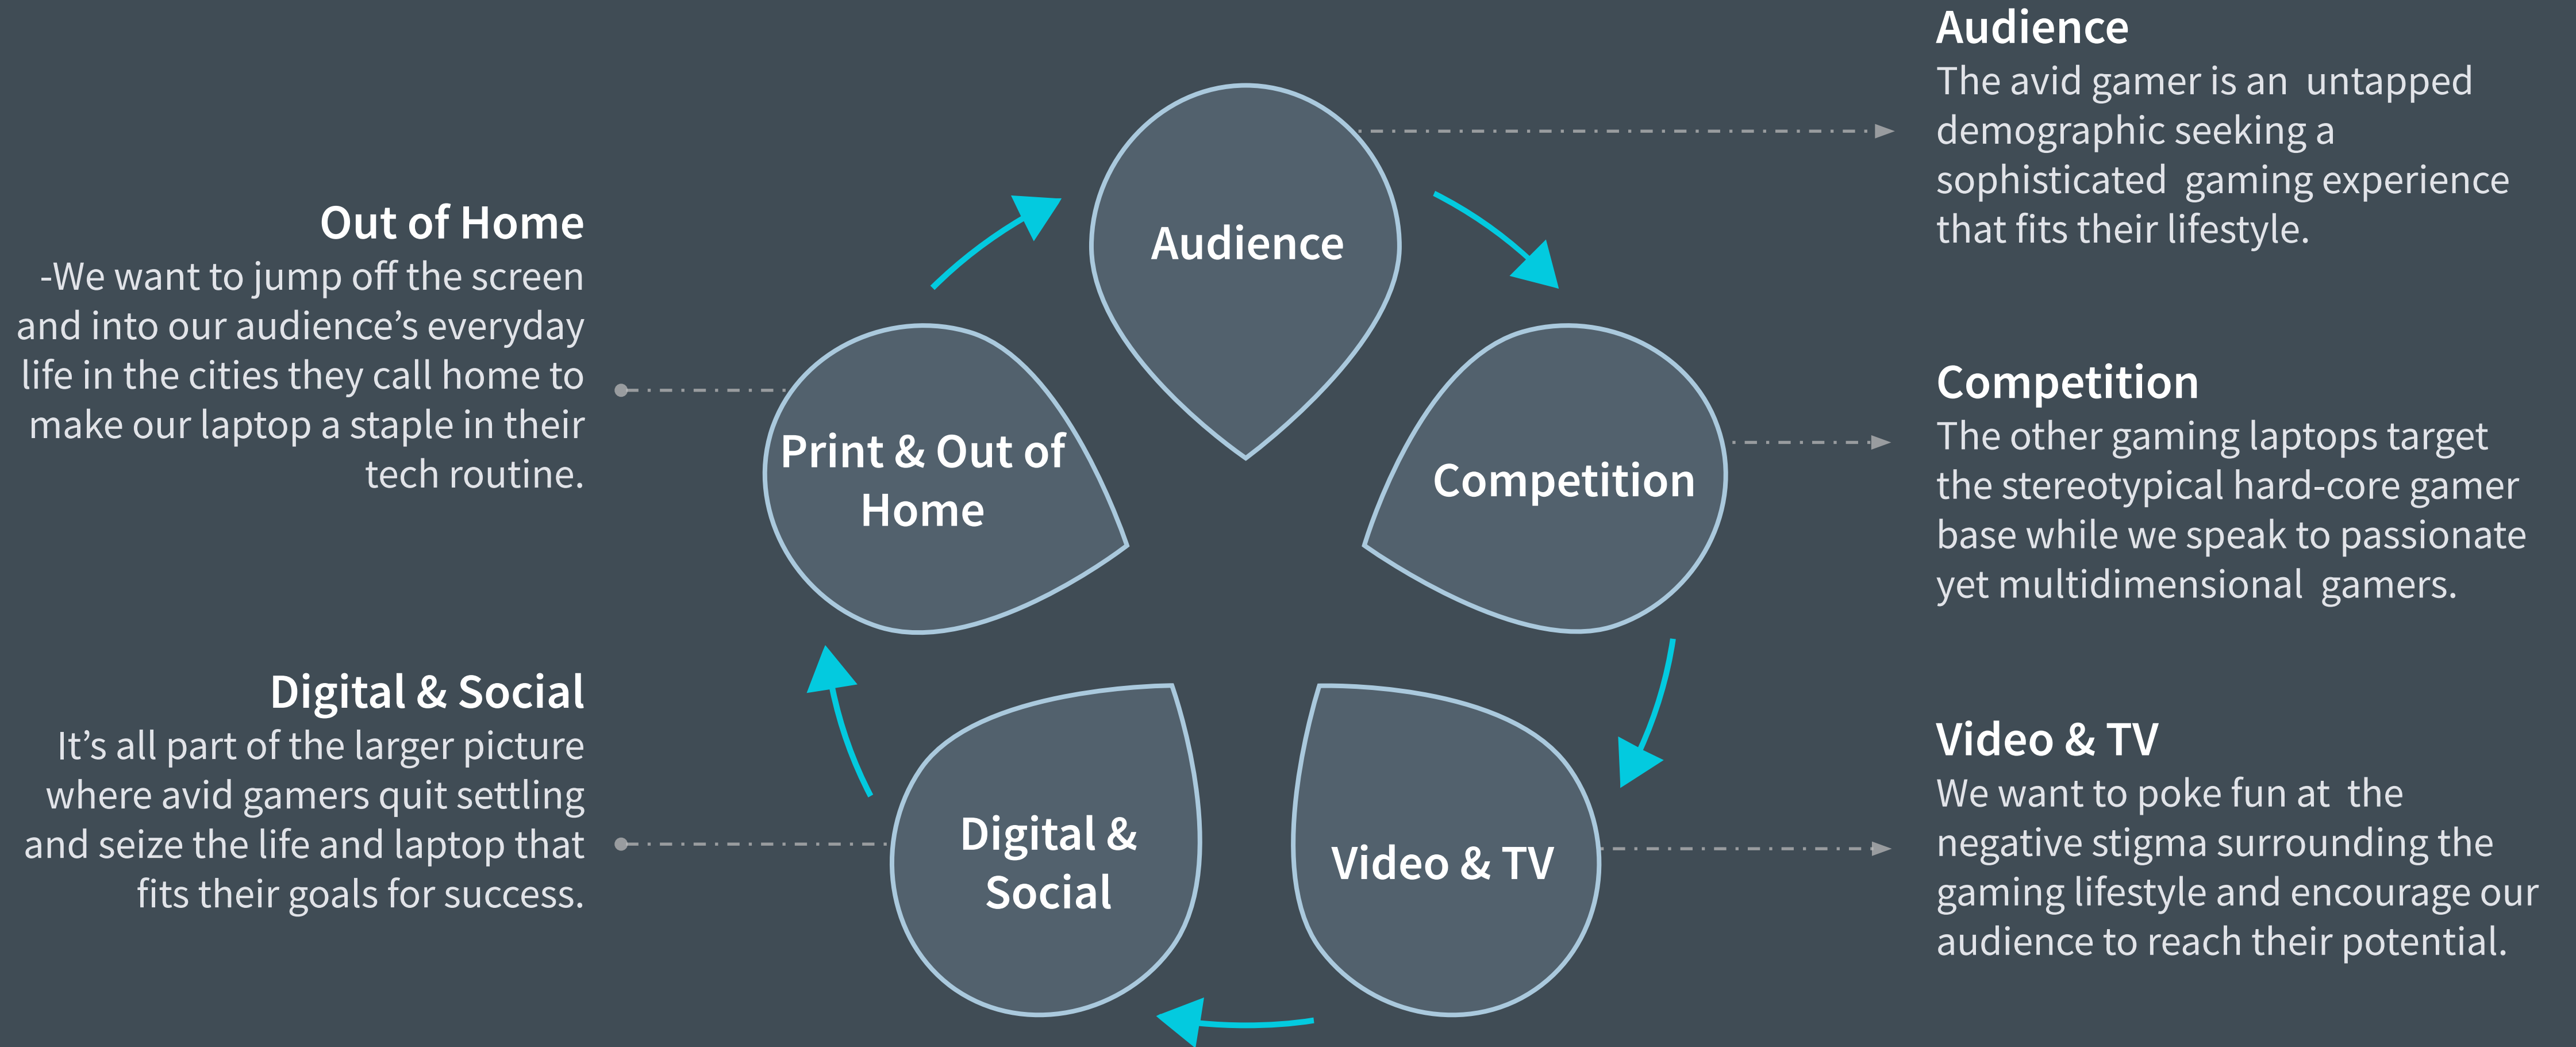 Audience
The avid gamer is an  untapped
demographic seeking a
sophisticated  gaming experience
that fits their lifestyle.
Out of Home
-We want to jump off the screen
and into our audience’s everyday
life in the cities they call home to
make our laptop a staple in their
tech routine.
Audience
Competition
The other gaming laptops target
the stereotypical hard-core gamer
base while we speak to passionate
yet multidimensional  gamers.
Print & Out of
Home
Competition
Digital & Social
It’s all part of the larger picture
where avid gamers quit settling
and seize the life and laptop that
fits their goals for success.
Digital &
Social
Video & TV
Video & TV
We want to poke fun at  the
negative stigma surrounding the
gaming lifestyle and encourage our
audience to reach their potential.